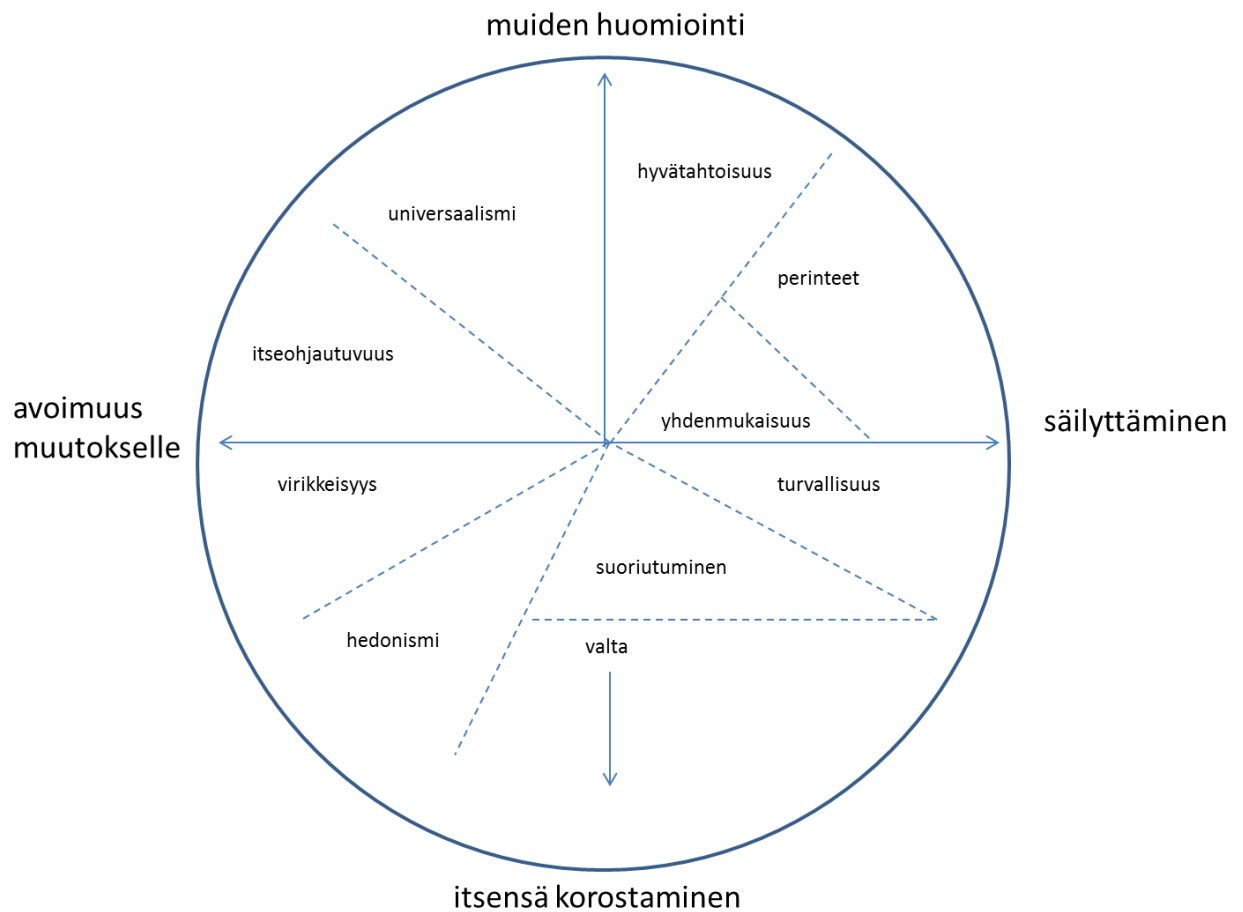 muiden huomiointi
hyvätahtoisuus
universaalismi
perinteet
itseohjautuvuus
avoimuus
muutokselle
yhdenmukaisuus
säilyttäminen
virikkeisyys
turvallisuus
suoriutuminen
hedonismi
valta
itsensä korostaminen